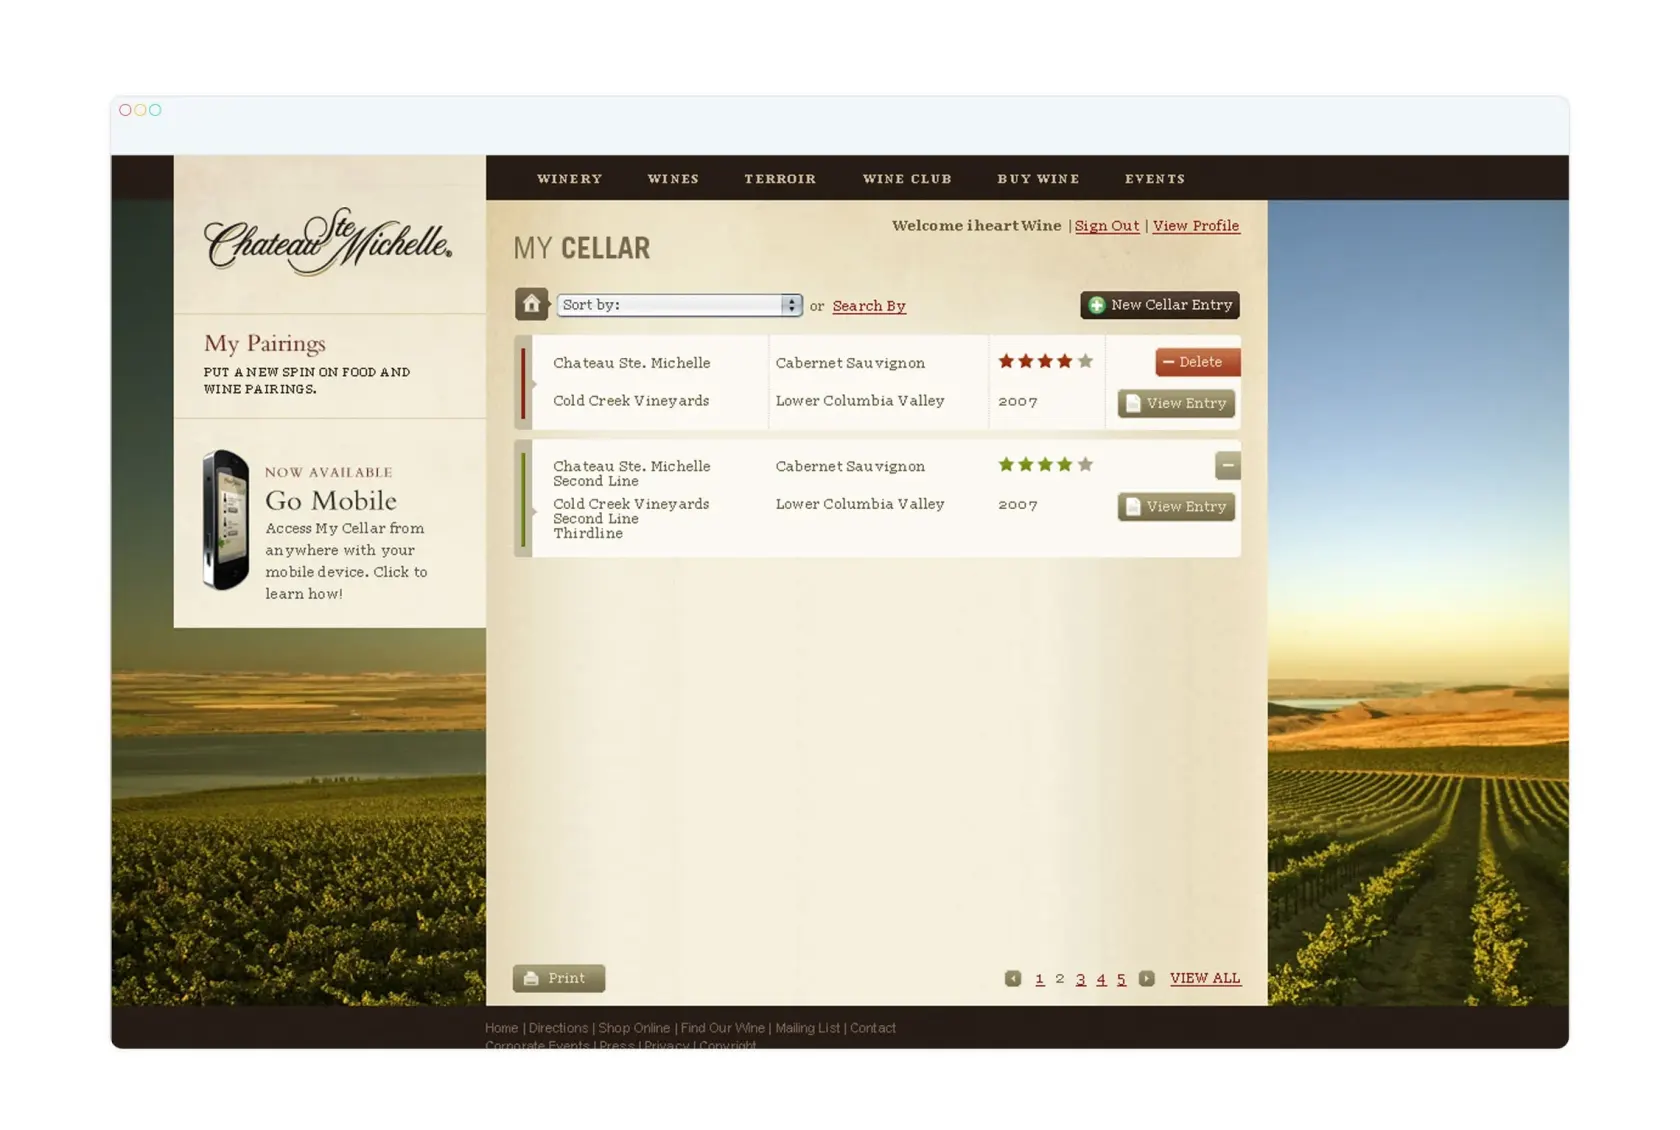 WINERY WINES TERROIR WINE CLUB BUY WINE EVENTS
Chateau Ste Michelle®
My Pairings
PUT A NEW SPIN ON FOOD AND
WINE PAIRINGS.
NOW AVAILABLE
Go Mobile
Access My Cellar from
anywhere with your
mobile device. Click to
learn how!
Welcome iheartWine | Sign Out | View Profile
MY CELLAR
Sort by: or Search By New Cellar Entry
Chateau Ste. Michelle Cabernet Sauvignon Delete
Cold Creek Vineyards Lower Columbia Valley 2007 View Entry
Chateau Ste. Michelle Cabernet Sauvignon
Second Line
Cold Creek Vineyards Lower Columbia Valley 2007 View Entry
Second Line
Thirdline
Print 1 2 3 4 5 VIEW ALL
Home | Directions | Shop Online | Find Our Wine | Mailing List | Contact
Corporate Events | Press | Privacy | Copyright